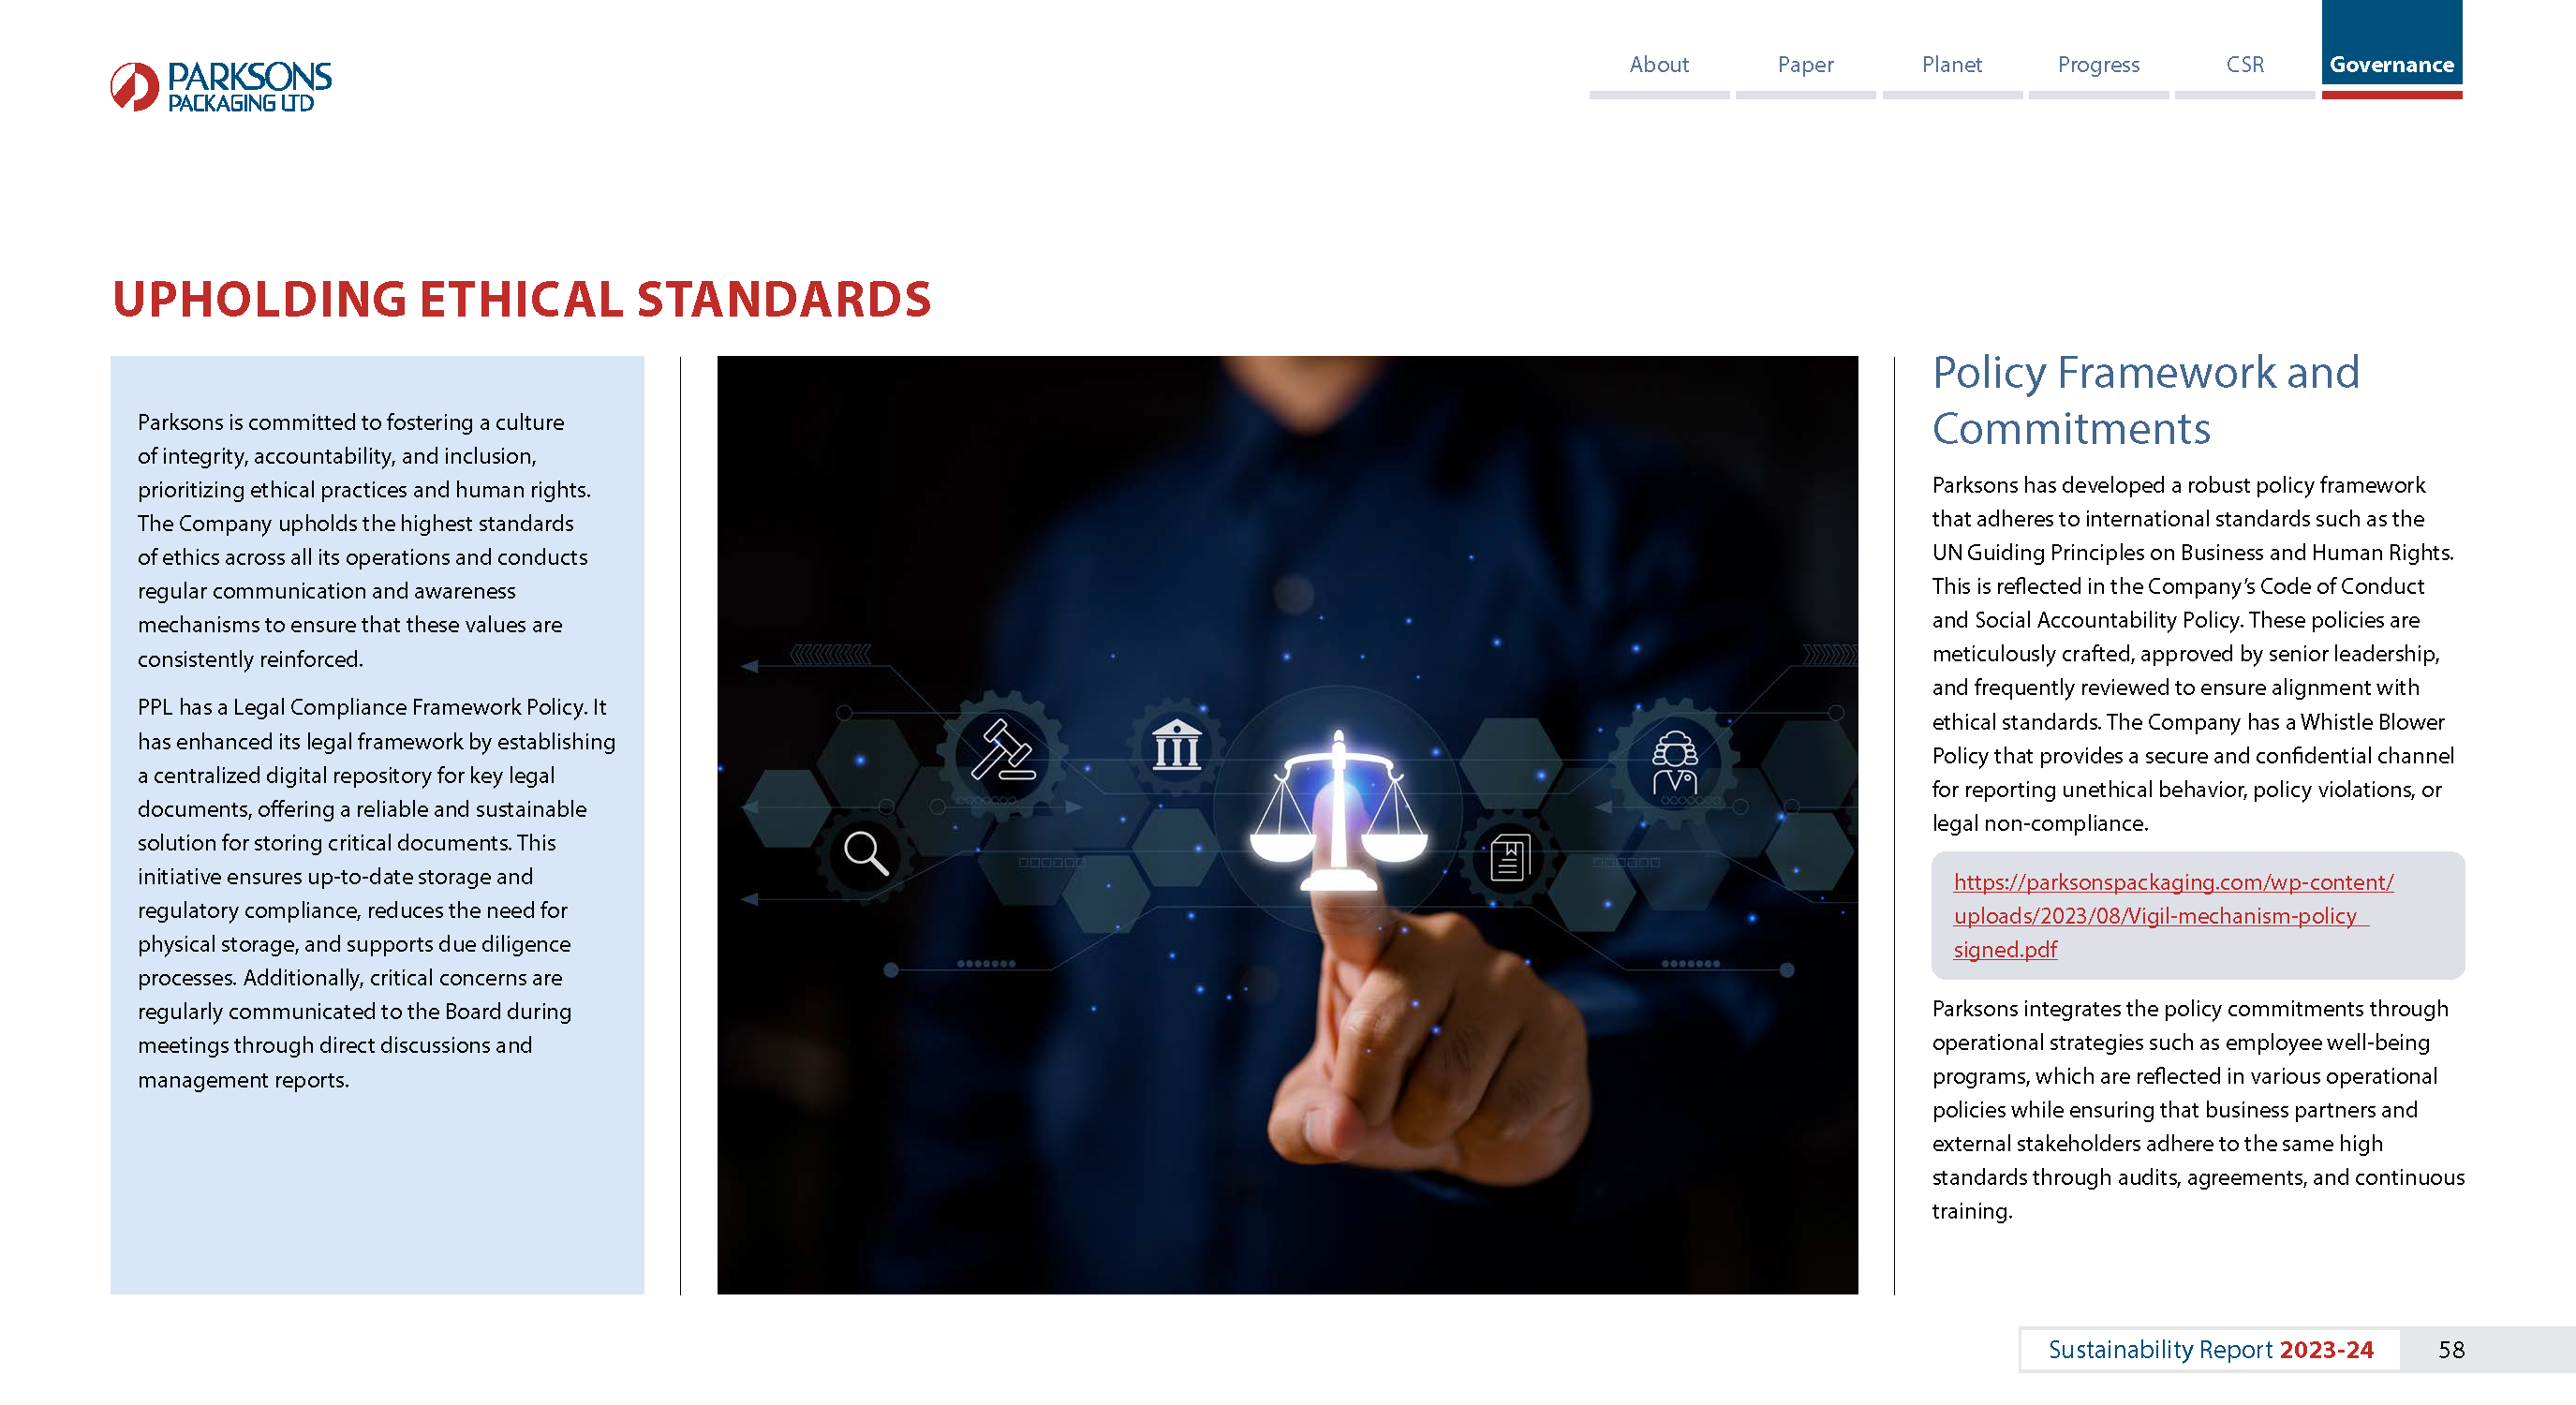 PARKSONS
PACKAGING LTD
About
Paper
Planet
Progress
CSR
Governance
UPHOLDING ETHICAL STANDARDS
Parksons is committed to fostering a culture
of integrity, accountability, and inclusion,
prioritizing ethical practices and human rights.
The Company upholds the highest standards
of ethics across all its operations and conducts
regular communication and awareness
mechanisms to ensure that these values are
consistently reinforced.
PPL has a Legal Compliance Framework Policy. It
has enhanced its legal framework by establishing
a centralized digital repository for key legal
documents, offering a reliable and sustainable
solution for storing critical documents. This
initiative ensures up-to-date storage and
regulatory compliance, reduces the need for
physical storage, and supports due diligence
processes. Additionally, critical concerns are
regularly communicated to the Board during
meetings through direct discussions and
management reports.
Policy Framework and
Commitments
Parksons has developed a robust policy framework
that adheres to international standards such as the
UN Guiding Principles on Business and Human Rights.
This is reflected in the Company’s Code of Conduct
and Social Accountability Policy. These policies are
meticulously crafted, approved by senior leadership,
and frequently reviewed to ensure alignment with
ethical standards. The Company has a Whistle Blower
Policy that provides a secure and confidential channel
for reporting unethical behavior, policy violations, or
legal non-compliance.
https://parksonspackaging.com/wp-content/
uploads/2023/08/Vigil-mechanism-policy_
signed.pdf
Parksons integrates the policy commitments through
operational strategies such as employee well-being
programs, which are reflected in various operational
policies while ensuring that business partners and
external stakeholders adhere to the same high
standards through audits, agreements, and continuous
training.
Sustainability Report 2023-24
58